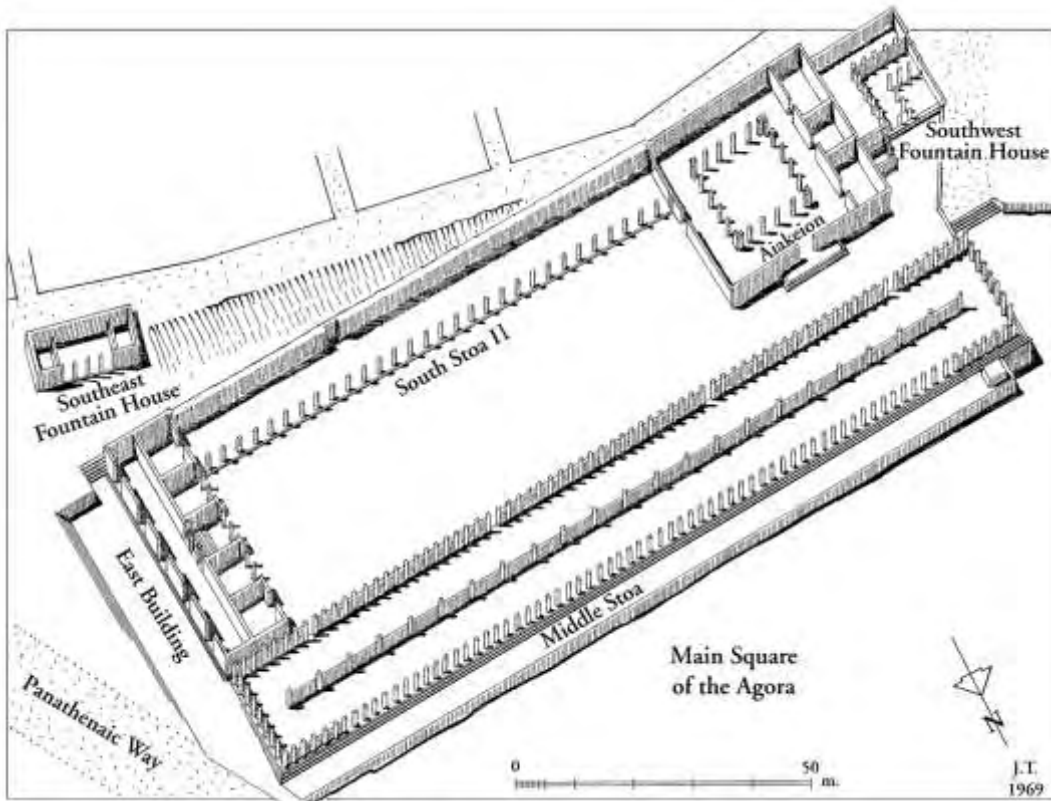 Southwest
Fountain House
Aiakeion
South Stoa II
Southeast
Fountain House
East Building
Middle Stoa
Main Square
of the Agora
Panathenaic Way
N
0
50
m.
J.T.
1969